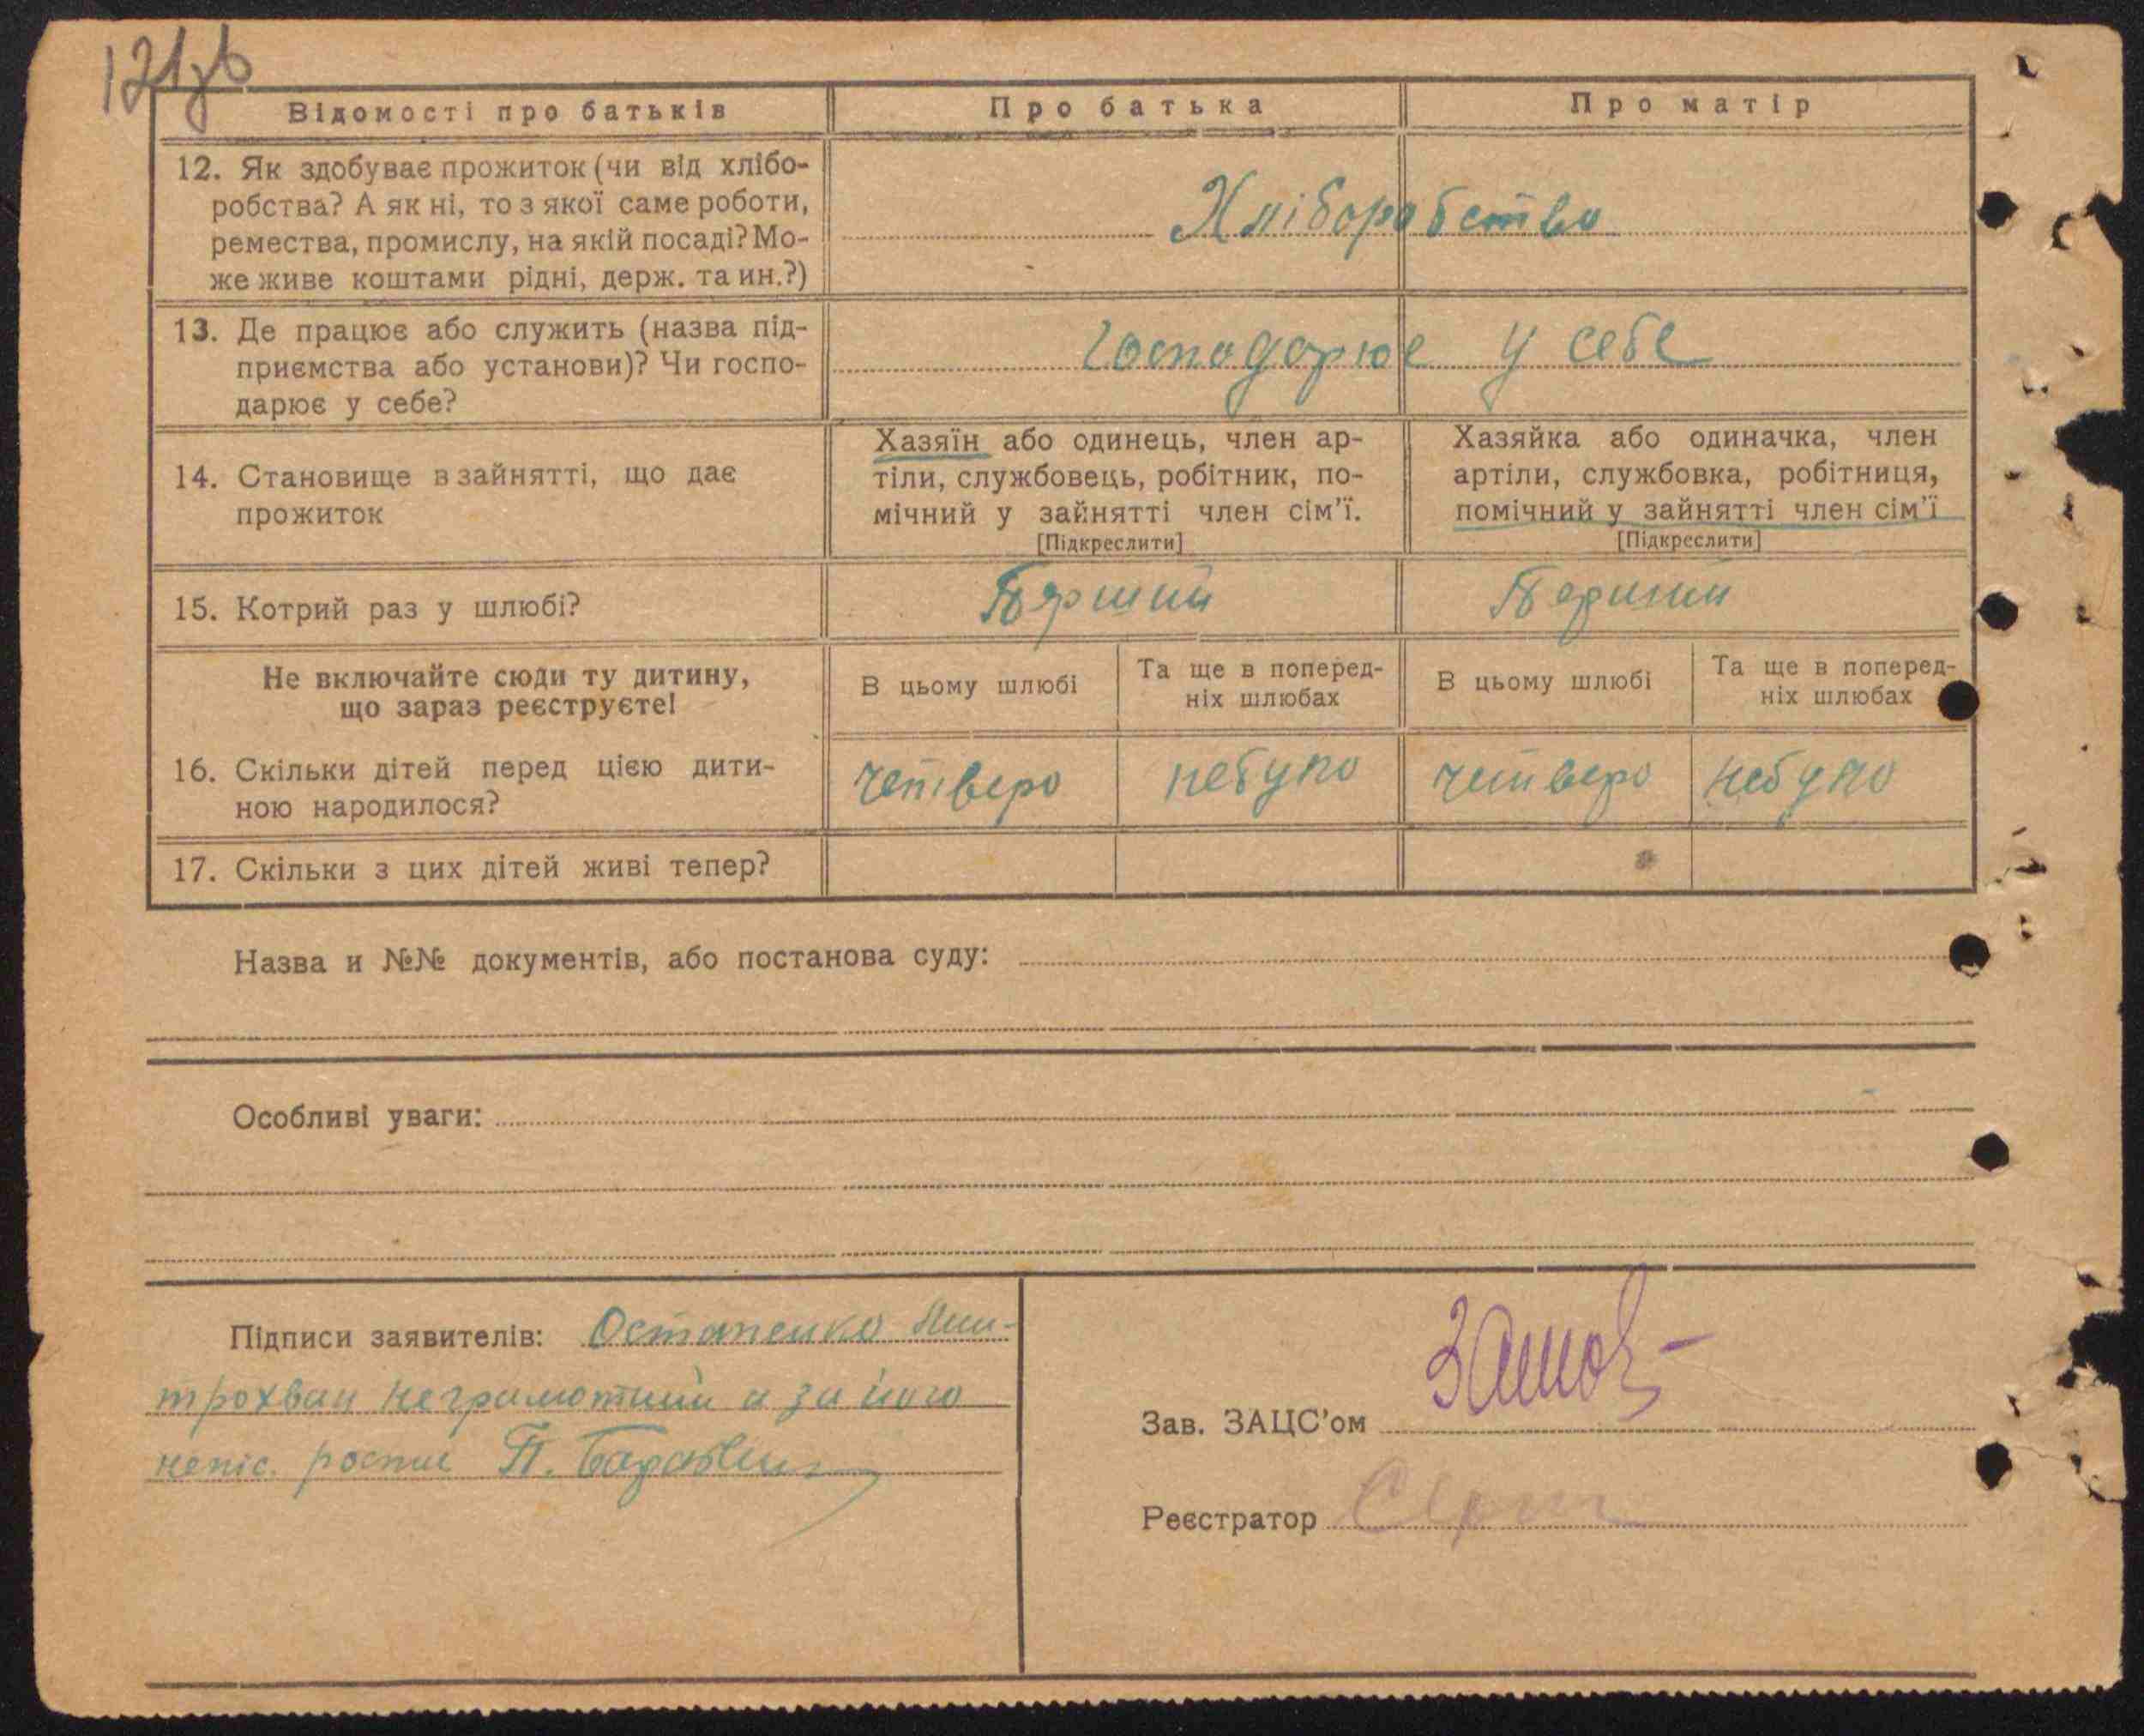 121зв
Відомості про батьків Про батька Про матір
12. Як здобуває прожиток (чи від хлібо-
робства? А як ні, то з якої саме роботи,
ремества, промислу, на якій посаді? Мо-
же живе коштами рідні, держ. та ин.?)
Хліборобство
13. Де працює або служить (назва під-
приємства або установи)? Чи госпо-
дарює у себе?
Господорює у себе
14. Становище в зайнятті, що дає
прожиток
Хазяїн або одинець, член ар-
тіли, службовець, робітник, по-
мічний у зайнятті член сім'ї.
[Підкреслити]
Хазяйка або одиначка, член
артіли, службовка, робітниця,
помічний у зайнятті член сім'ї
[Підкреслити]
15. Котрий раз у шлюбі? Перший Перший
Не включайте сюди ту дитину,
що зараз реєструєте!
В цьому шлюбі
Та ще в поперед-
ніх шлюбах
В цьому шлюбі
Та ще в поперед-
ніх шлюбах
16. Скільки дітей перед цією дити-
ною народилося?
четверо небуло четверо небуло
17. Скільки з цих дітей живі тепер?
Назва и №№ документів, або постанова суду:
Особливі уваги:
Підписи заявителів: Остапенко Ми-
трохван неграмотний а за його
П.
Зав. ЗАЦС'ом
Реєстратор